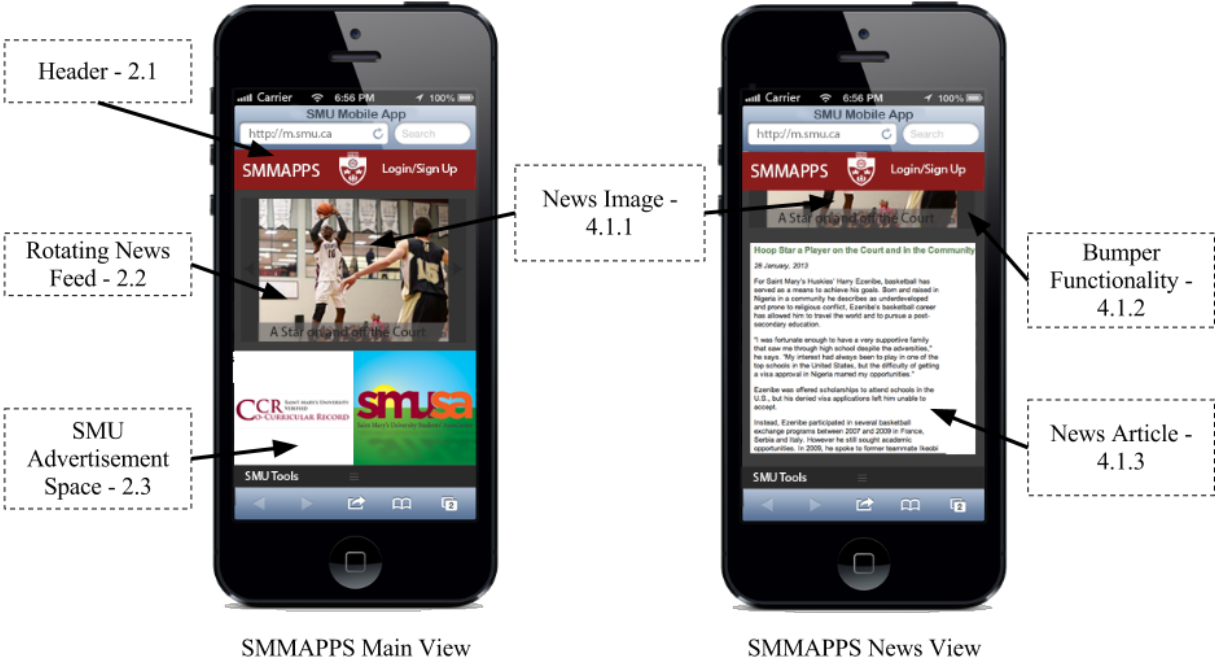 Header - 2.1
Rotating News
Feed - 2.2
SMU
Advertisement
Space - 2.3
Carrier 6:56 PM 100%
SMU Mobile App
http://m.smu.ca Search
SMMAPPS Login/Sign Up
16
15
A Star on and off the Court
CCR SAINT MARY'S UNIVERSITY
VERIFIED
CO-CURRICULAR RECORD
smusa
Saint Mary's University Students' Association
SMU Tools
2
SMMAPPS Main View
News Image -
4.1.1
Carrier 6:56 PM 100%
SMU Mobile App
http://m.smu.ca Search
SMMAPPS Login/Sign Up
A Star on and off the Court
Hoop Star a Player on the Court and in the Community
28 January, 2013
For Saint Mary's Huskies' Harry Ezenibe, basketball has
served as a means to achieve his goals. Born and raised in
Nigeria in a community he describes as underdeveloped
and prone to religious conflict, Ezenibe's basketball career
has allowed him to travel the world and to pursue a post-
secondary education.
"I was fortunate enough to have a very supportive family
that saw me through high school despite the adversities,"
he says. "My interest had always been to play in one of the
top schools in the United States, but the difficulty of getting
a visa approval in Nigeria marred my opportunities."
Ezenibe was offered scholarships to attend schools in the
U.S., but his denied visa applications left him unable to
accept.
Instead, Ezenibe participated in several basketball
exchange programs between 2007 and 2009 in France,
Serbia and Italy. However he still sought academic
opportunities. In 2009, he spoke to former teammate Ikeobi
SMU Tools
2
SMMAPPS News View
Bumper
Functionality -
4.1.2
News Article -
4.1.3